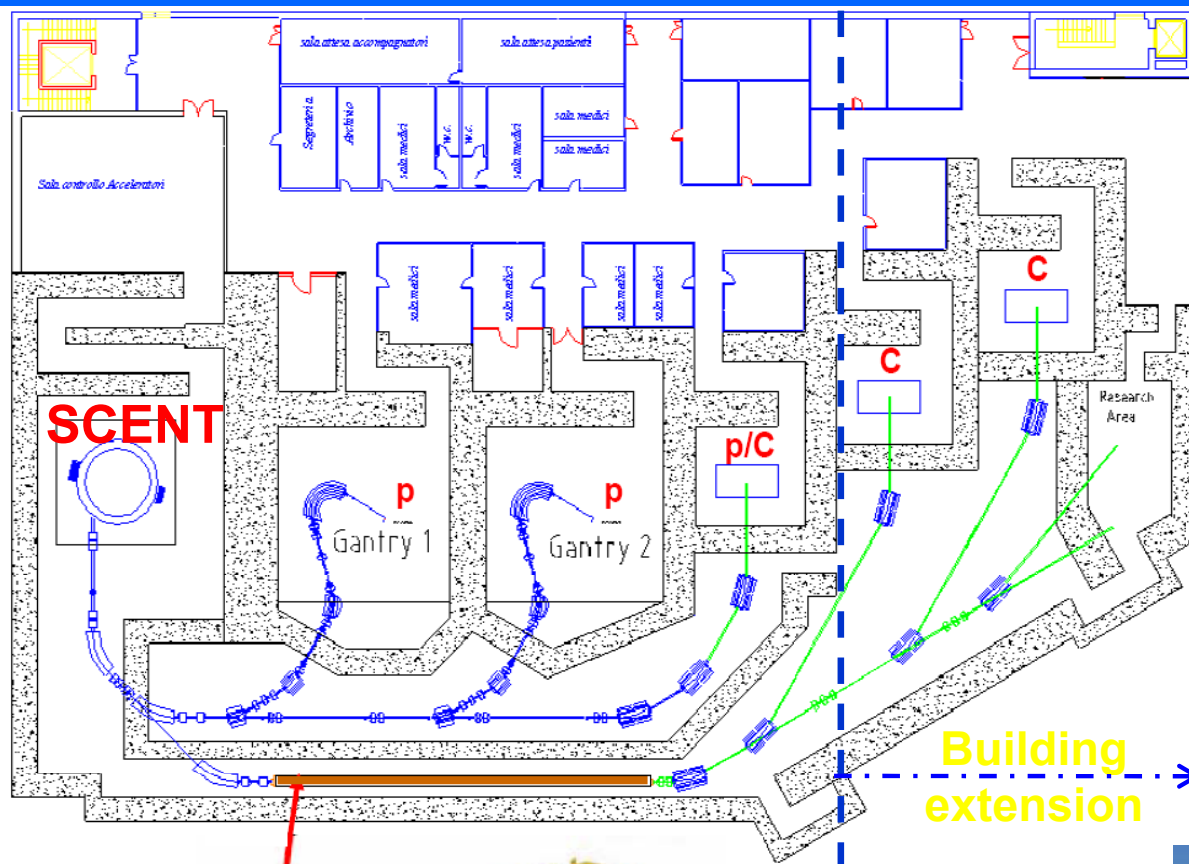 sala attesa accompagnatori
sala attesa pazienti
Segreteria
Archivio
sala medici
w.c.
w.c.
sala medici
sala medici
sala medici
Sala controllo Acceleratori
sala medici
sala medici
sala medici
sala medici
C
C
Research
Area
SCENT
p/C
p
p
Gantry 1
Gantry 2
Building
extension